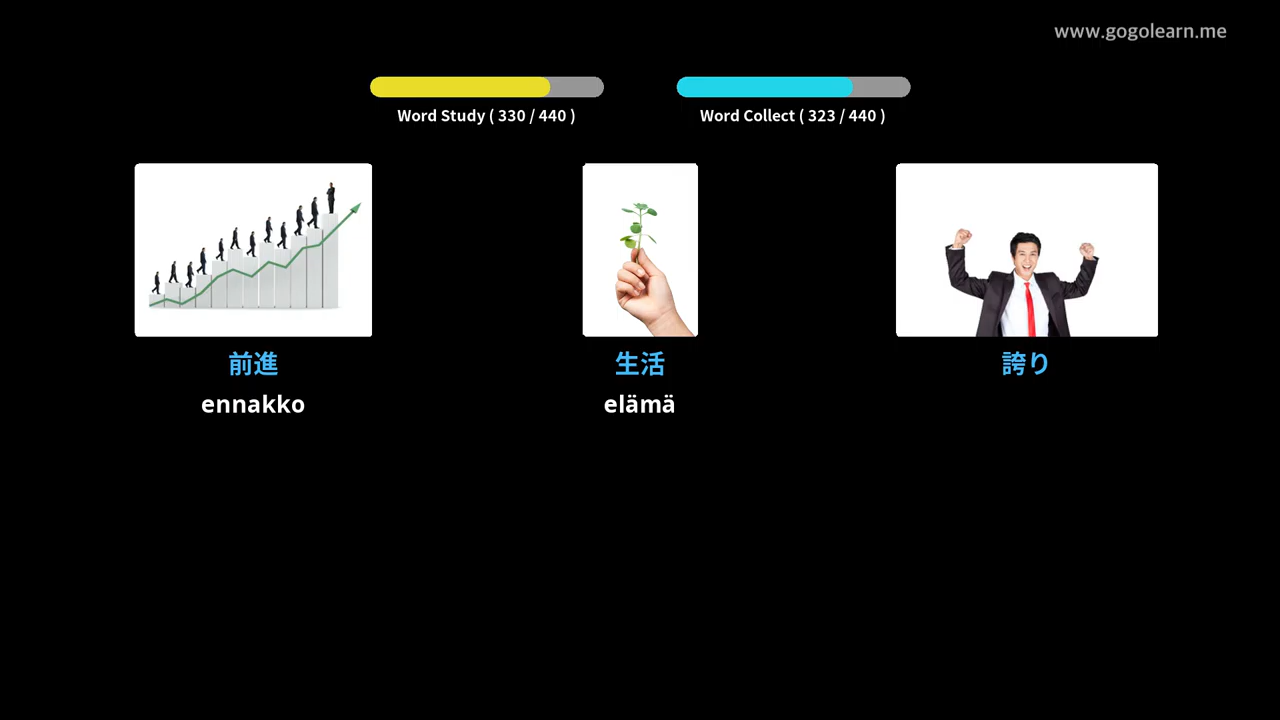 www.gogolearn.me
Word Study ( 330 / 440 )
Word Collect ( 323 / 440 )
前進
生活
誇り
ennakko
elämä